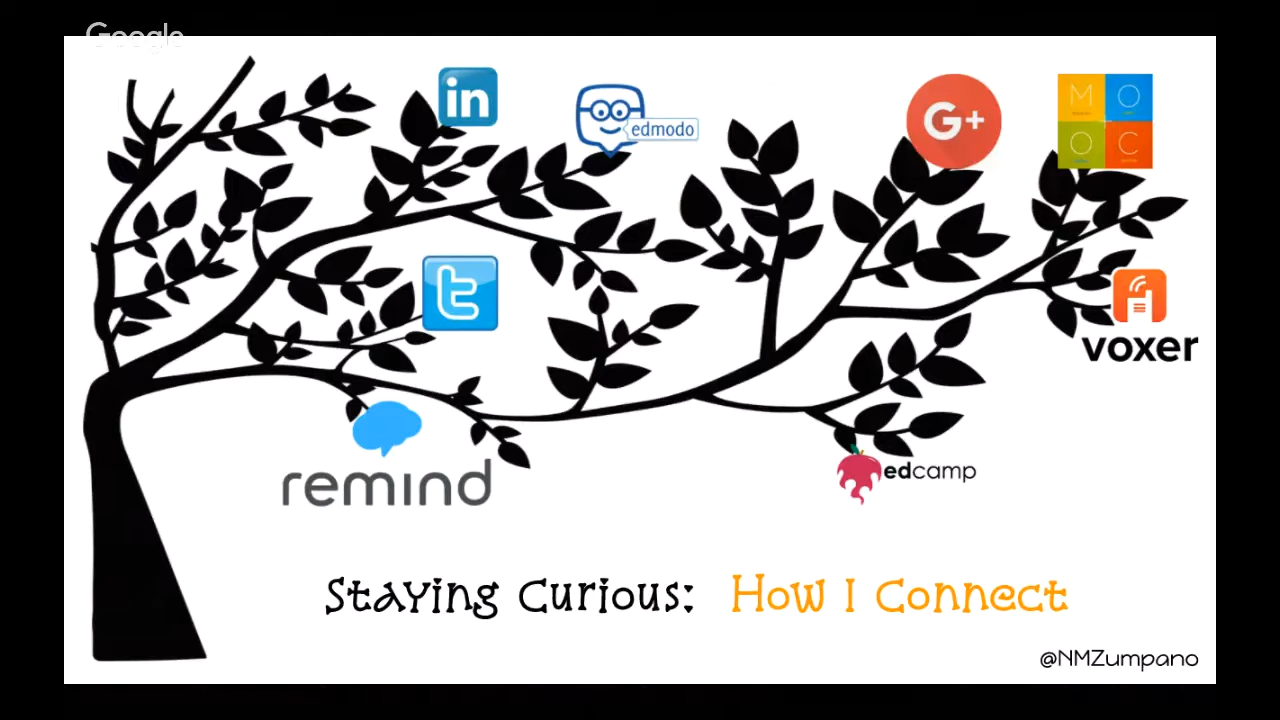 Google
in
edmodo
G+
M O
O C
t
voxer
remind
edcamp
Staying Curious: How I Connect
@NMZumpano